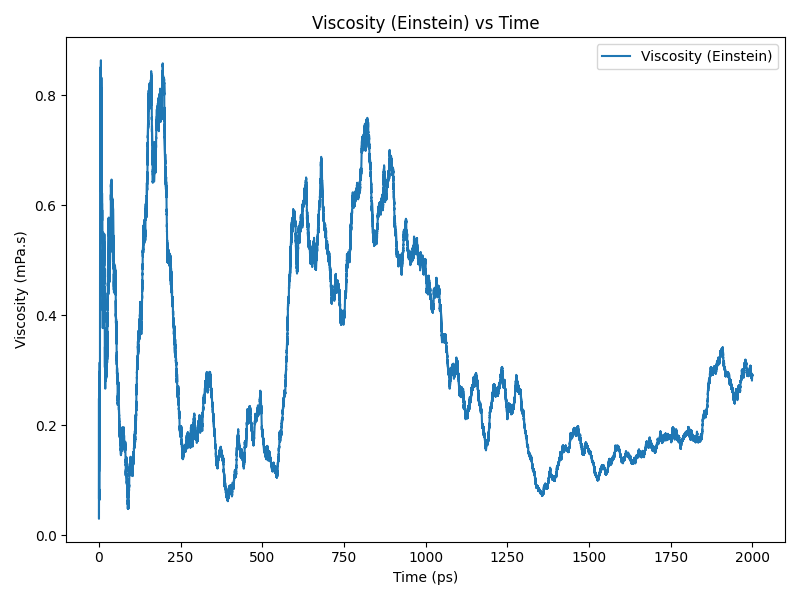 Viscosity (Einstein) vs Time
Viscosity (Einstein)
Viscosity (mPa.s)
0.8
0.6
0.4
0.2
0.0
0 250 500 750 1000 1250 1500 1750 2000
Time (ps)